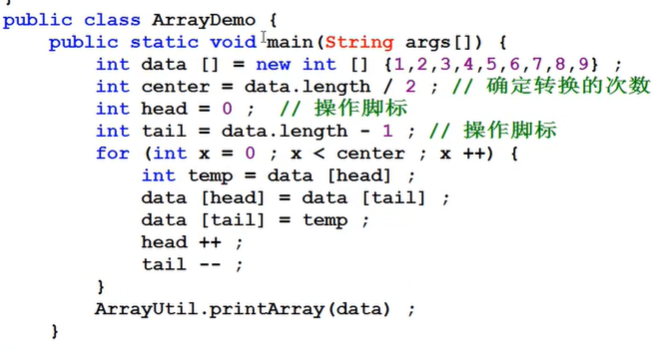 }
public class ArrayDemo {
public static void main(String args[]) {
int data [] = new int [] {1,2,3,4,5,6,7,8,9} ;
int center = data.length / 2 ; // 确定转换的次数
int head = 0 ; // 操作脚标
int tail = data.length - 1 ; // 操作脚标
for (int x = 0 ; x < center ; x ++) {
int temp = data [head] ;
data [head] = data [tail] ;
data [tail] = temp ;
head ++ ;
tail -- ;
}
ArrayUtil.printArray(data) ;
}